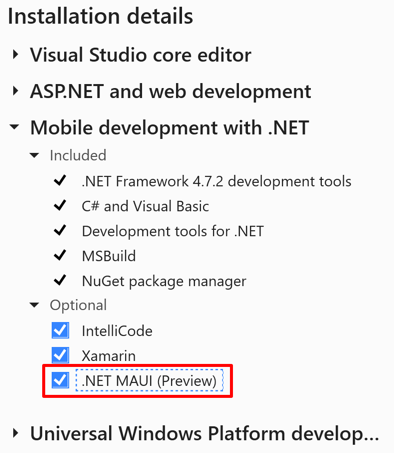 Installation details
Visual Studio core editor
ASP.NET and web development
Mobile development with .NET
Included
.NET Framework 4.7.2 development tools
C# and Visual Basic
Development tools for .NET
MSBuild
NuGet package manager
Optional
IntelliCode
Xamarin
.NET MAUI (Preview)
Universal Windows Platform develop...